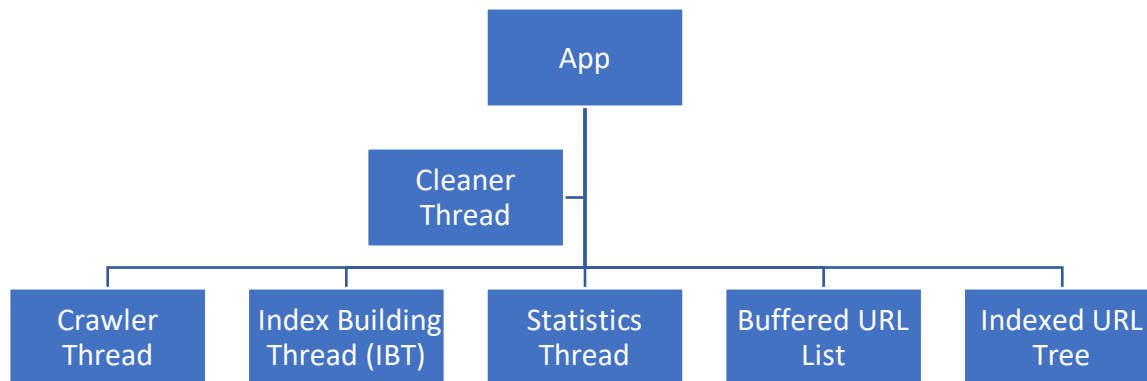 App
Cleaner
Thread
Crawler
Thread
Index Building
Thread (IBT)
Statistics
Thread
Buffered URL
List
Indexed URL
Tree